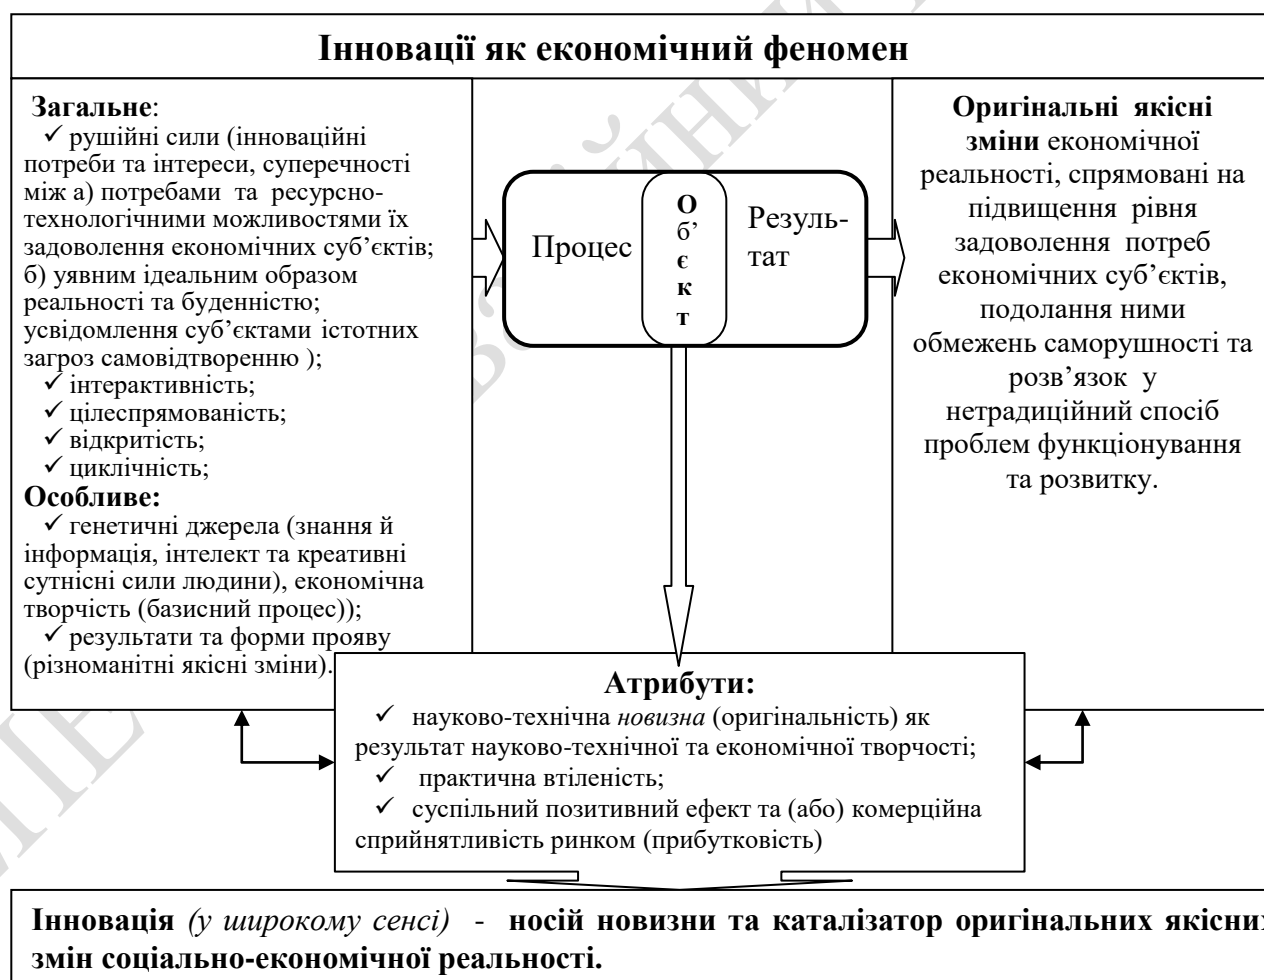 Інновації як економічний феномен
Загальне:
✓ рушійні сили (інноваційні
потреби та інтереси, суперечності
між а) потребами та ресурсно-
технологічними можливостями їх
задоволення економічних суб’єктів;
б) уявним ідеальним образом
реальності та буденністю;
усвідомлення суб’єктами істотних
загроз самовідтворенню );
✓ інтерактивність;
✓ цілеспрямованість;
✓ відкритість;
✓ циклічність;
Особливе:
✓ генетичні джерела (знання й
інформація, інтелект та креативні
сутнісні сили людини), економічна
творчість (базисний процес));
✓ результати та форми прояву
(різноманітні якісні зміни).
Процес
О
б’
є
к
т
Резуль-
тат
Оригінальні якісні
зміни економічної
реальності, спрямовані на
підвищення рівня
задоволення потреб
економічних суб’єктів,
подолання ними
обмежень саморушності та
розв’язок у
нетрадиційний спосіб
проблем функціонування
та розвитку.
Атрибути:
✓ науково-технічна новизна (оригінальність) як
результат науково-технічної та економічної творчості;
✓ практична втіленість;
✓ суспільний позитивний ефект та (або) комерційна
сприйнятливість ринком (прибутковість)
Інновація (у широкому сенсі) - носій новизни та каталізатор оригінальних якісних
змін соціально-економічної реальності.